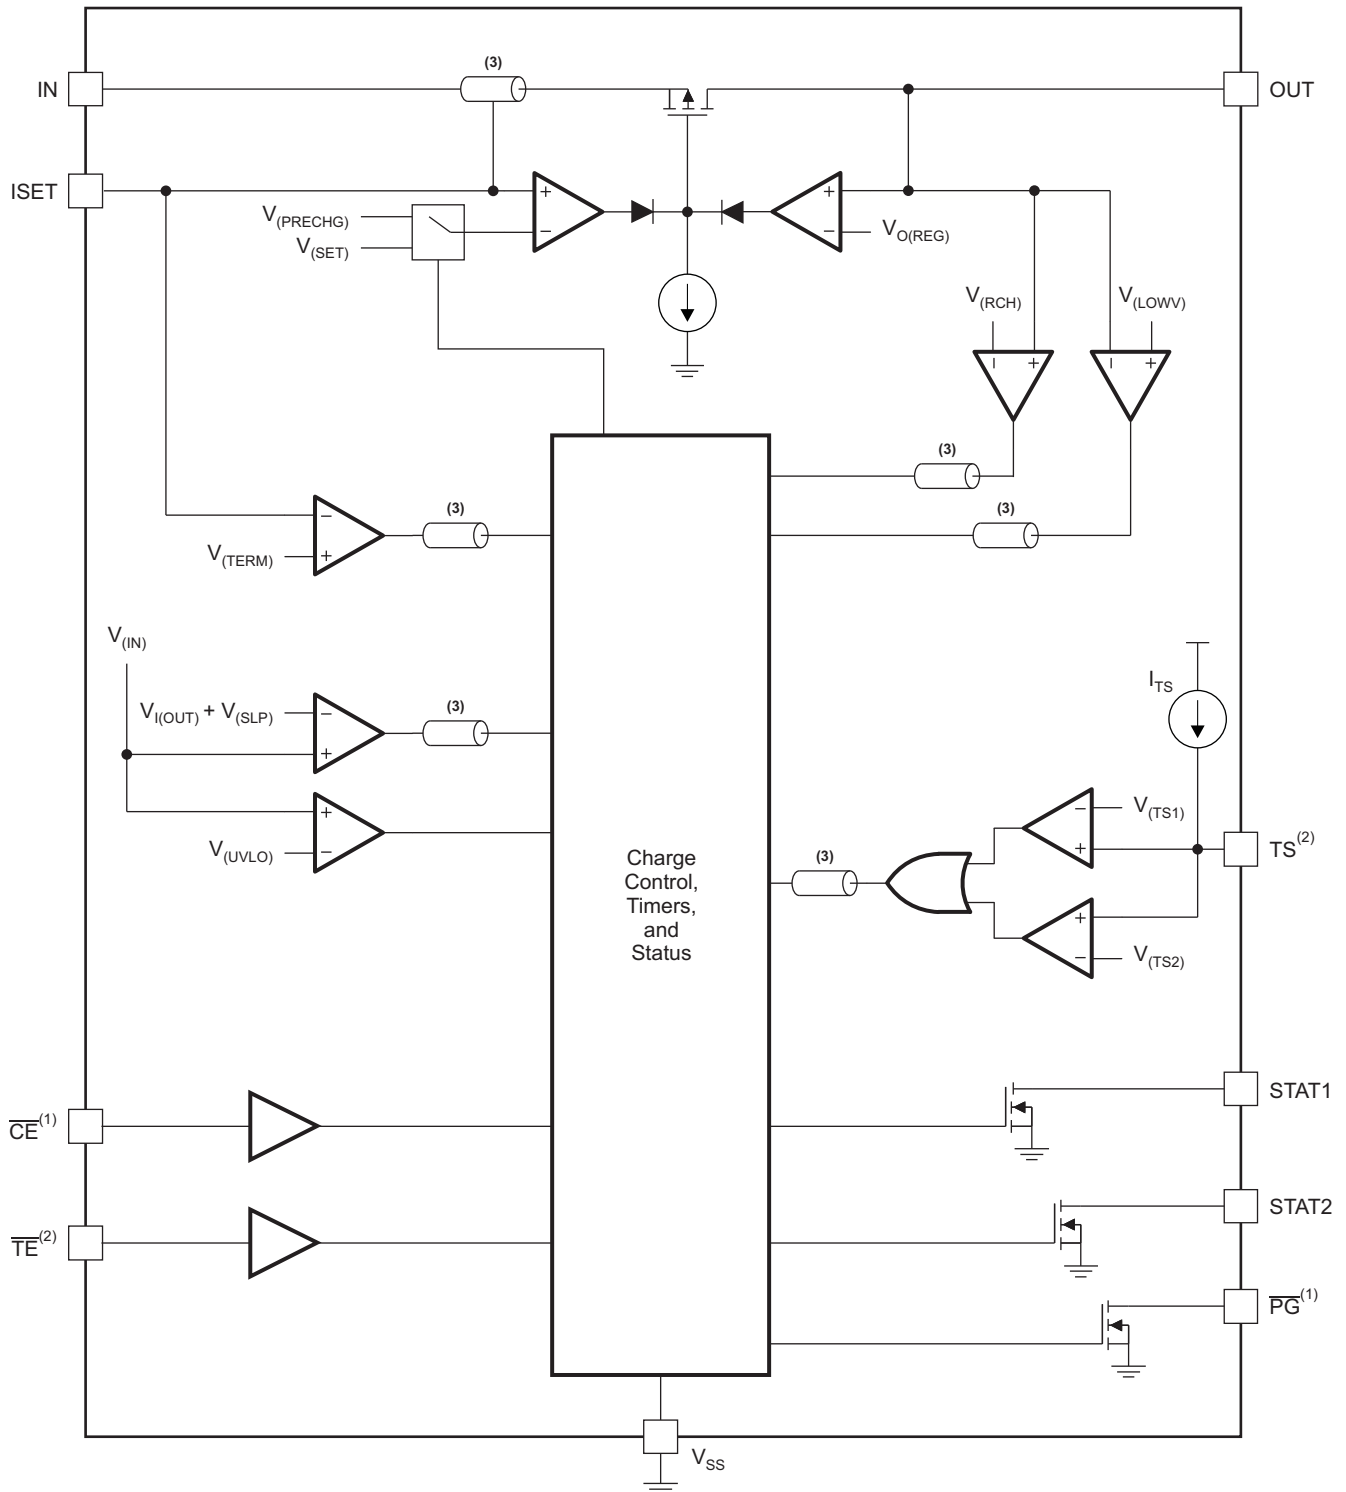 (3)
IN
OUT
ISET
+
+
V(PRECHG)
−
−
VO(REG)
V(SET)
V(RCH)
V(LOWV)
−
+
−
+
(3)
(3)
(3)
−
V(TERM)
+
V(IN)
ITS
(3)
VI(OUT) + V(SLP)
−
+
−
V(TS1)
+
V(UVLO)
−
+
TS(2)
(3)
Charge
Control,
Timers,
and
Status
+
−
V(TS2)
STAT1
CE(1)
STAT2
TE(2)
PG(1)
VSS